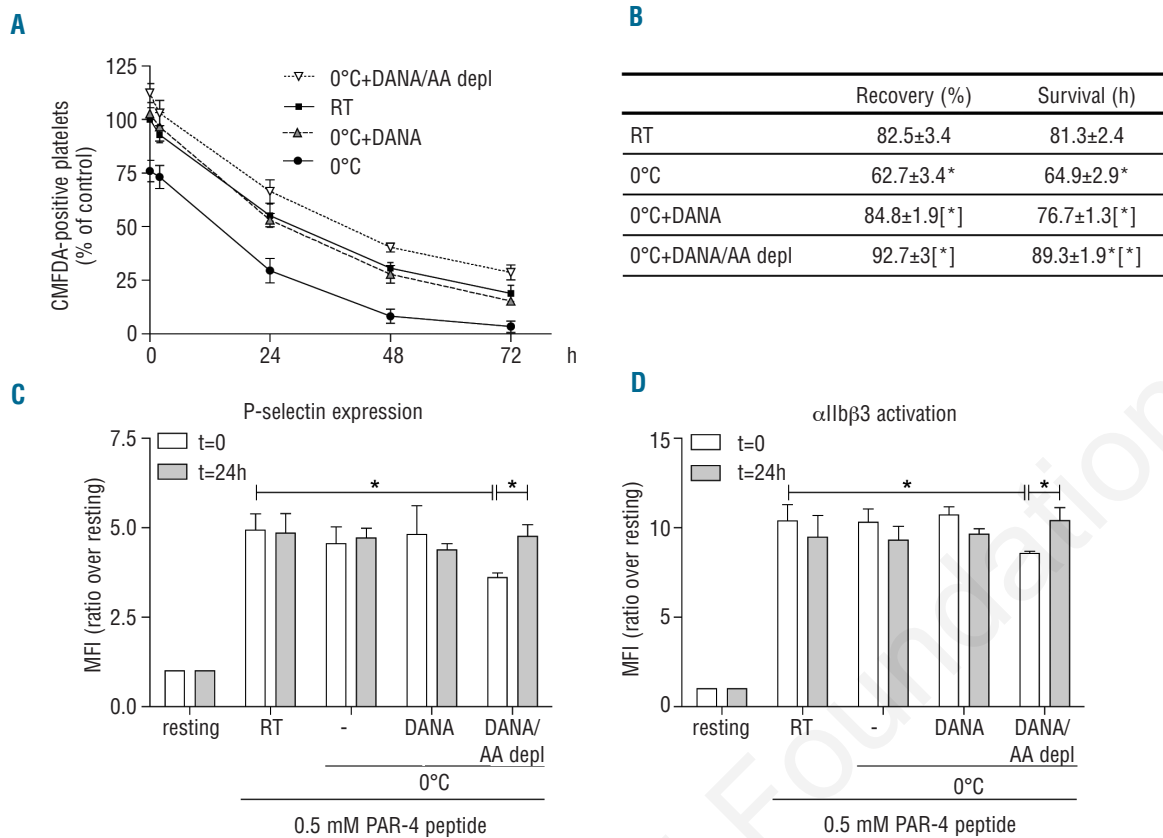 A
CMFDA-positive platelets
(% of control)
125
100
75
50
25
0
0
24
48
72
h
0°C+DANA/AA depl
RT
0°C+DANA
0°C
B
Recovery (%) Survival (h)
RT 82.5±3.4 81.3±2.4
0°C 62.7±3.4* 64.9±2.9*
0°C+DANA 84.8±1.9[*] 76.7±1.3[*]
0°C+DANA/AA depl 92.7±3[*] 89.3±1.9*[*]
C
P-selectin expression
MFI (ratio over resting)
7.5
5.0
2.5
0.0
t=0
t=24h
* *
resting RT - DANA DANA/
AA depl
0°C
0.5 mM PAR-4 peptide
D
αIIbβ3 activation
MFI (ratio over resting)
15
10
5
0
t=0
t=24h
* *
resting RT - DANA DANA/
AA depl
0°C
0.5 mM PAR-4 peptide
Foundation